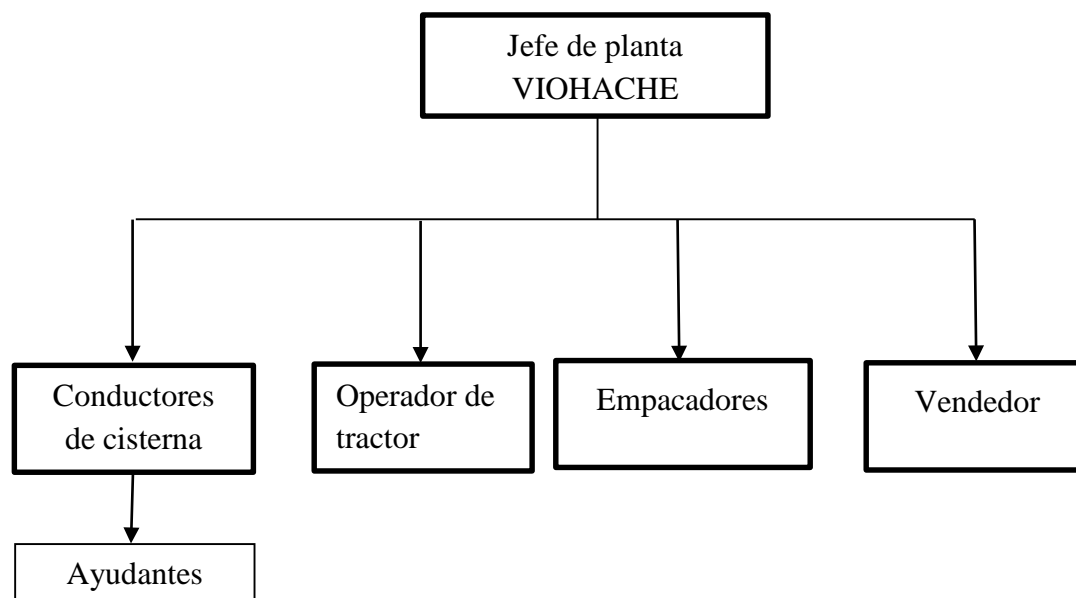 Jefe de planta
VIOHACHE
Conductores
de cisterna
Operador de
tractor
Empacadores
Vendedor
Ayudantes